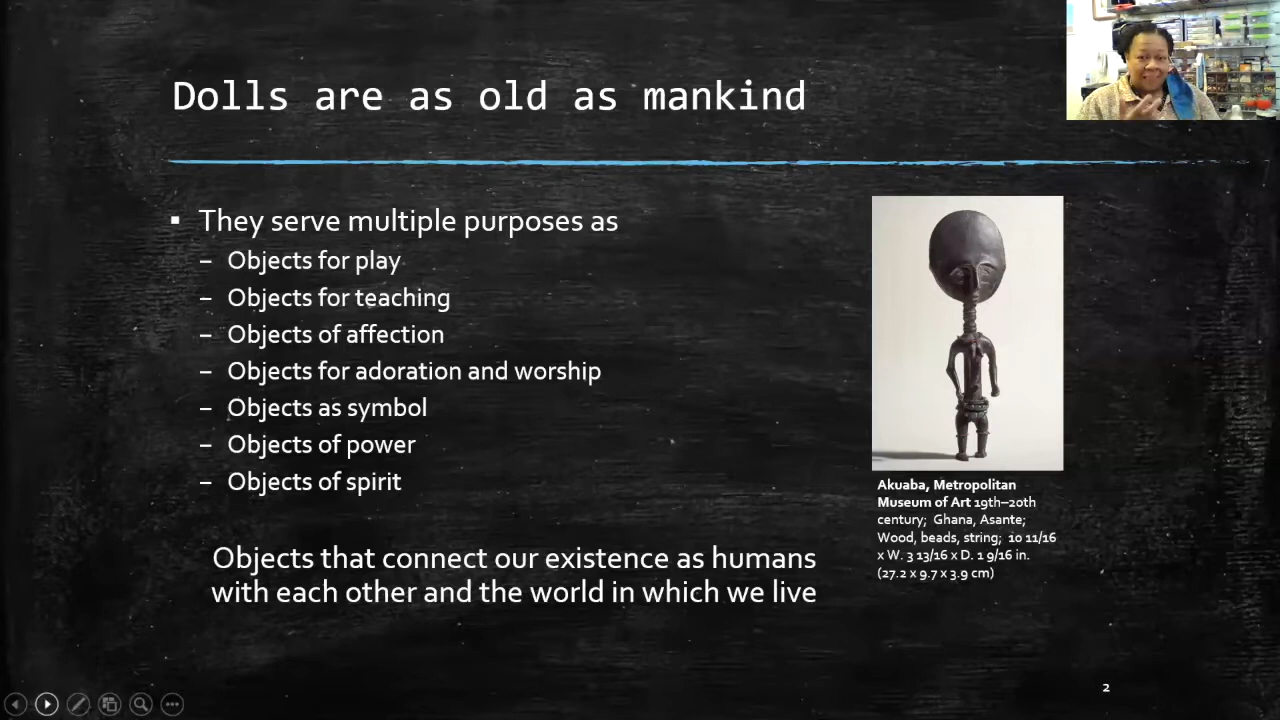 Dolls are as old as mankind
▪ They serve multiple purposes as
– Objects for play
– Objects for teaching
– Objects of affection
– Objects for adoration and worship
– Objects as symbol
– Objects of power
– Objects of spirit
Objects that connect our existence as humans
with each other and the world in which we live
Akuaba, Metropolitan
Museum of Art 19th–20th
century; Ghana, Asante;
Wood, beads, string; 10 11/16
x W. 3 13/16 x D. 1 9/16 in.
(27.2 x 9.7 x 3.9 cm)
2